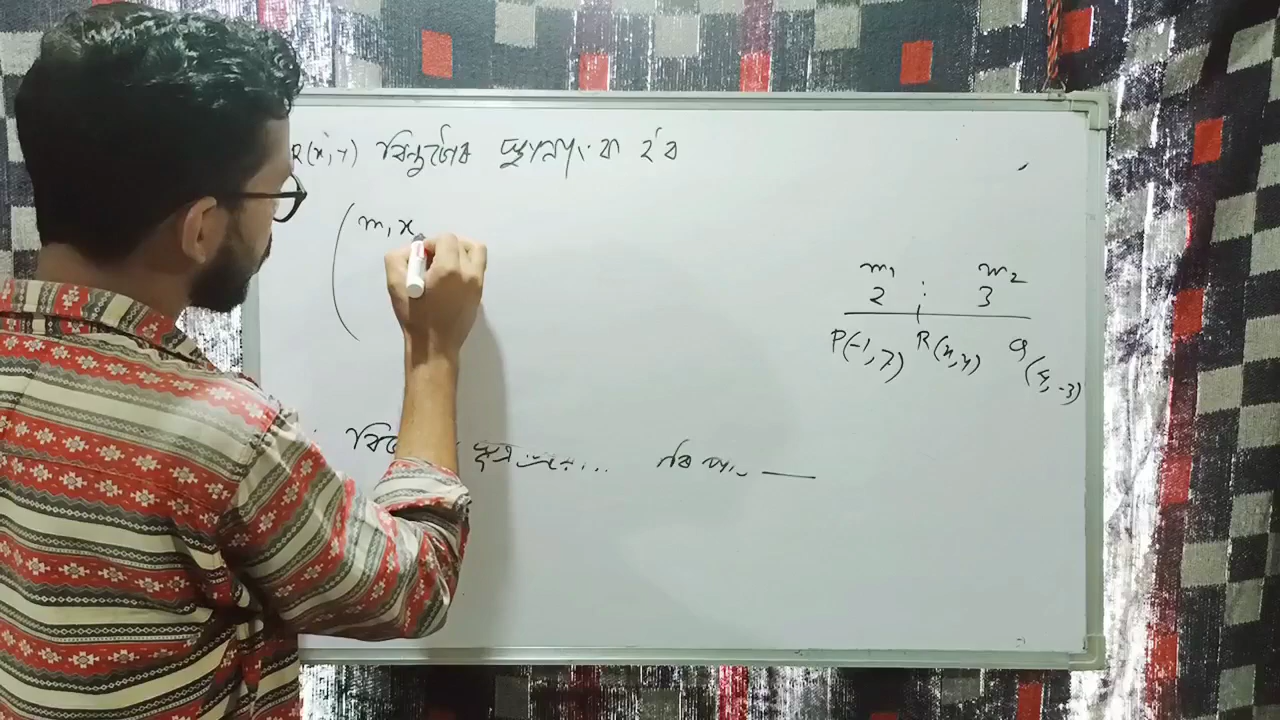 R(x,y) বিন্দুটোৰ স্থানাংক হ'ব
(m₁x
m₁ m₂
2 : 3
P(-1,7) R(x,y) Q(4,-3)
সূত্ৰ